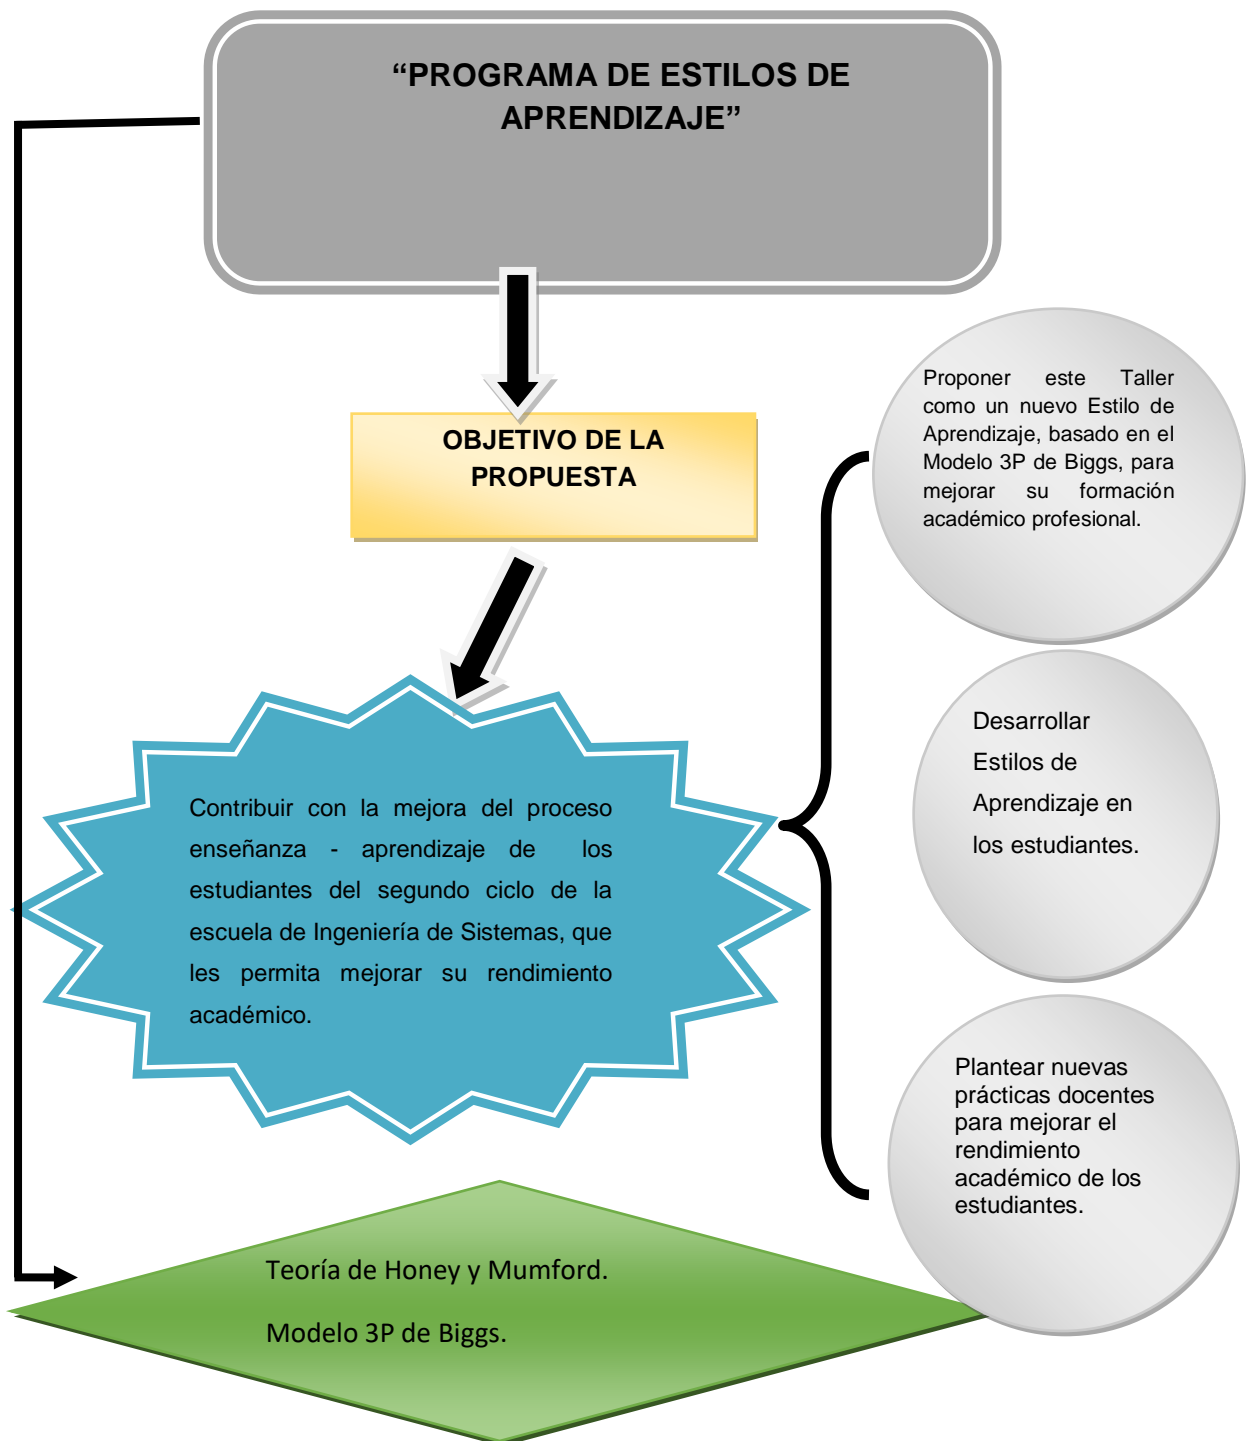 “PROGRAMA DE ESTILOS DE
APRENDIZAJE”
OBJETIVO DE LA
PROPUESTA
Contribuir con la mejora del proceso
enseñanza - aprendizaje de los
estudiantes del segundo ciclo de la
escuela de Ingeniería de Sistemas, que
les permita mejorar su rendimiento
académico.
Proponer este Taller
como un nuevo Estilo de
Aprendizaje, basado en el
Modelo 3P de Biggs, para
mejorar su formación
académico profesional.
Desarrollar
Estilos de
Aprendizaje en
los estudiantes.
Plantear nuevas
prácticas docentes
para mejorar el
rendimiento
académico de los
estudiantes.
Teoría de Honey y Mumford.
Modelo 3P de Biggs.